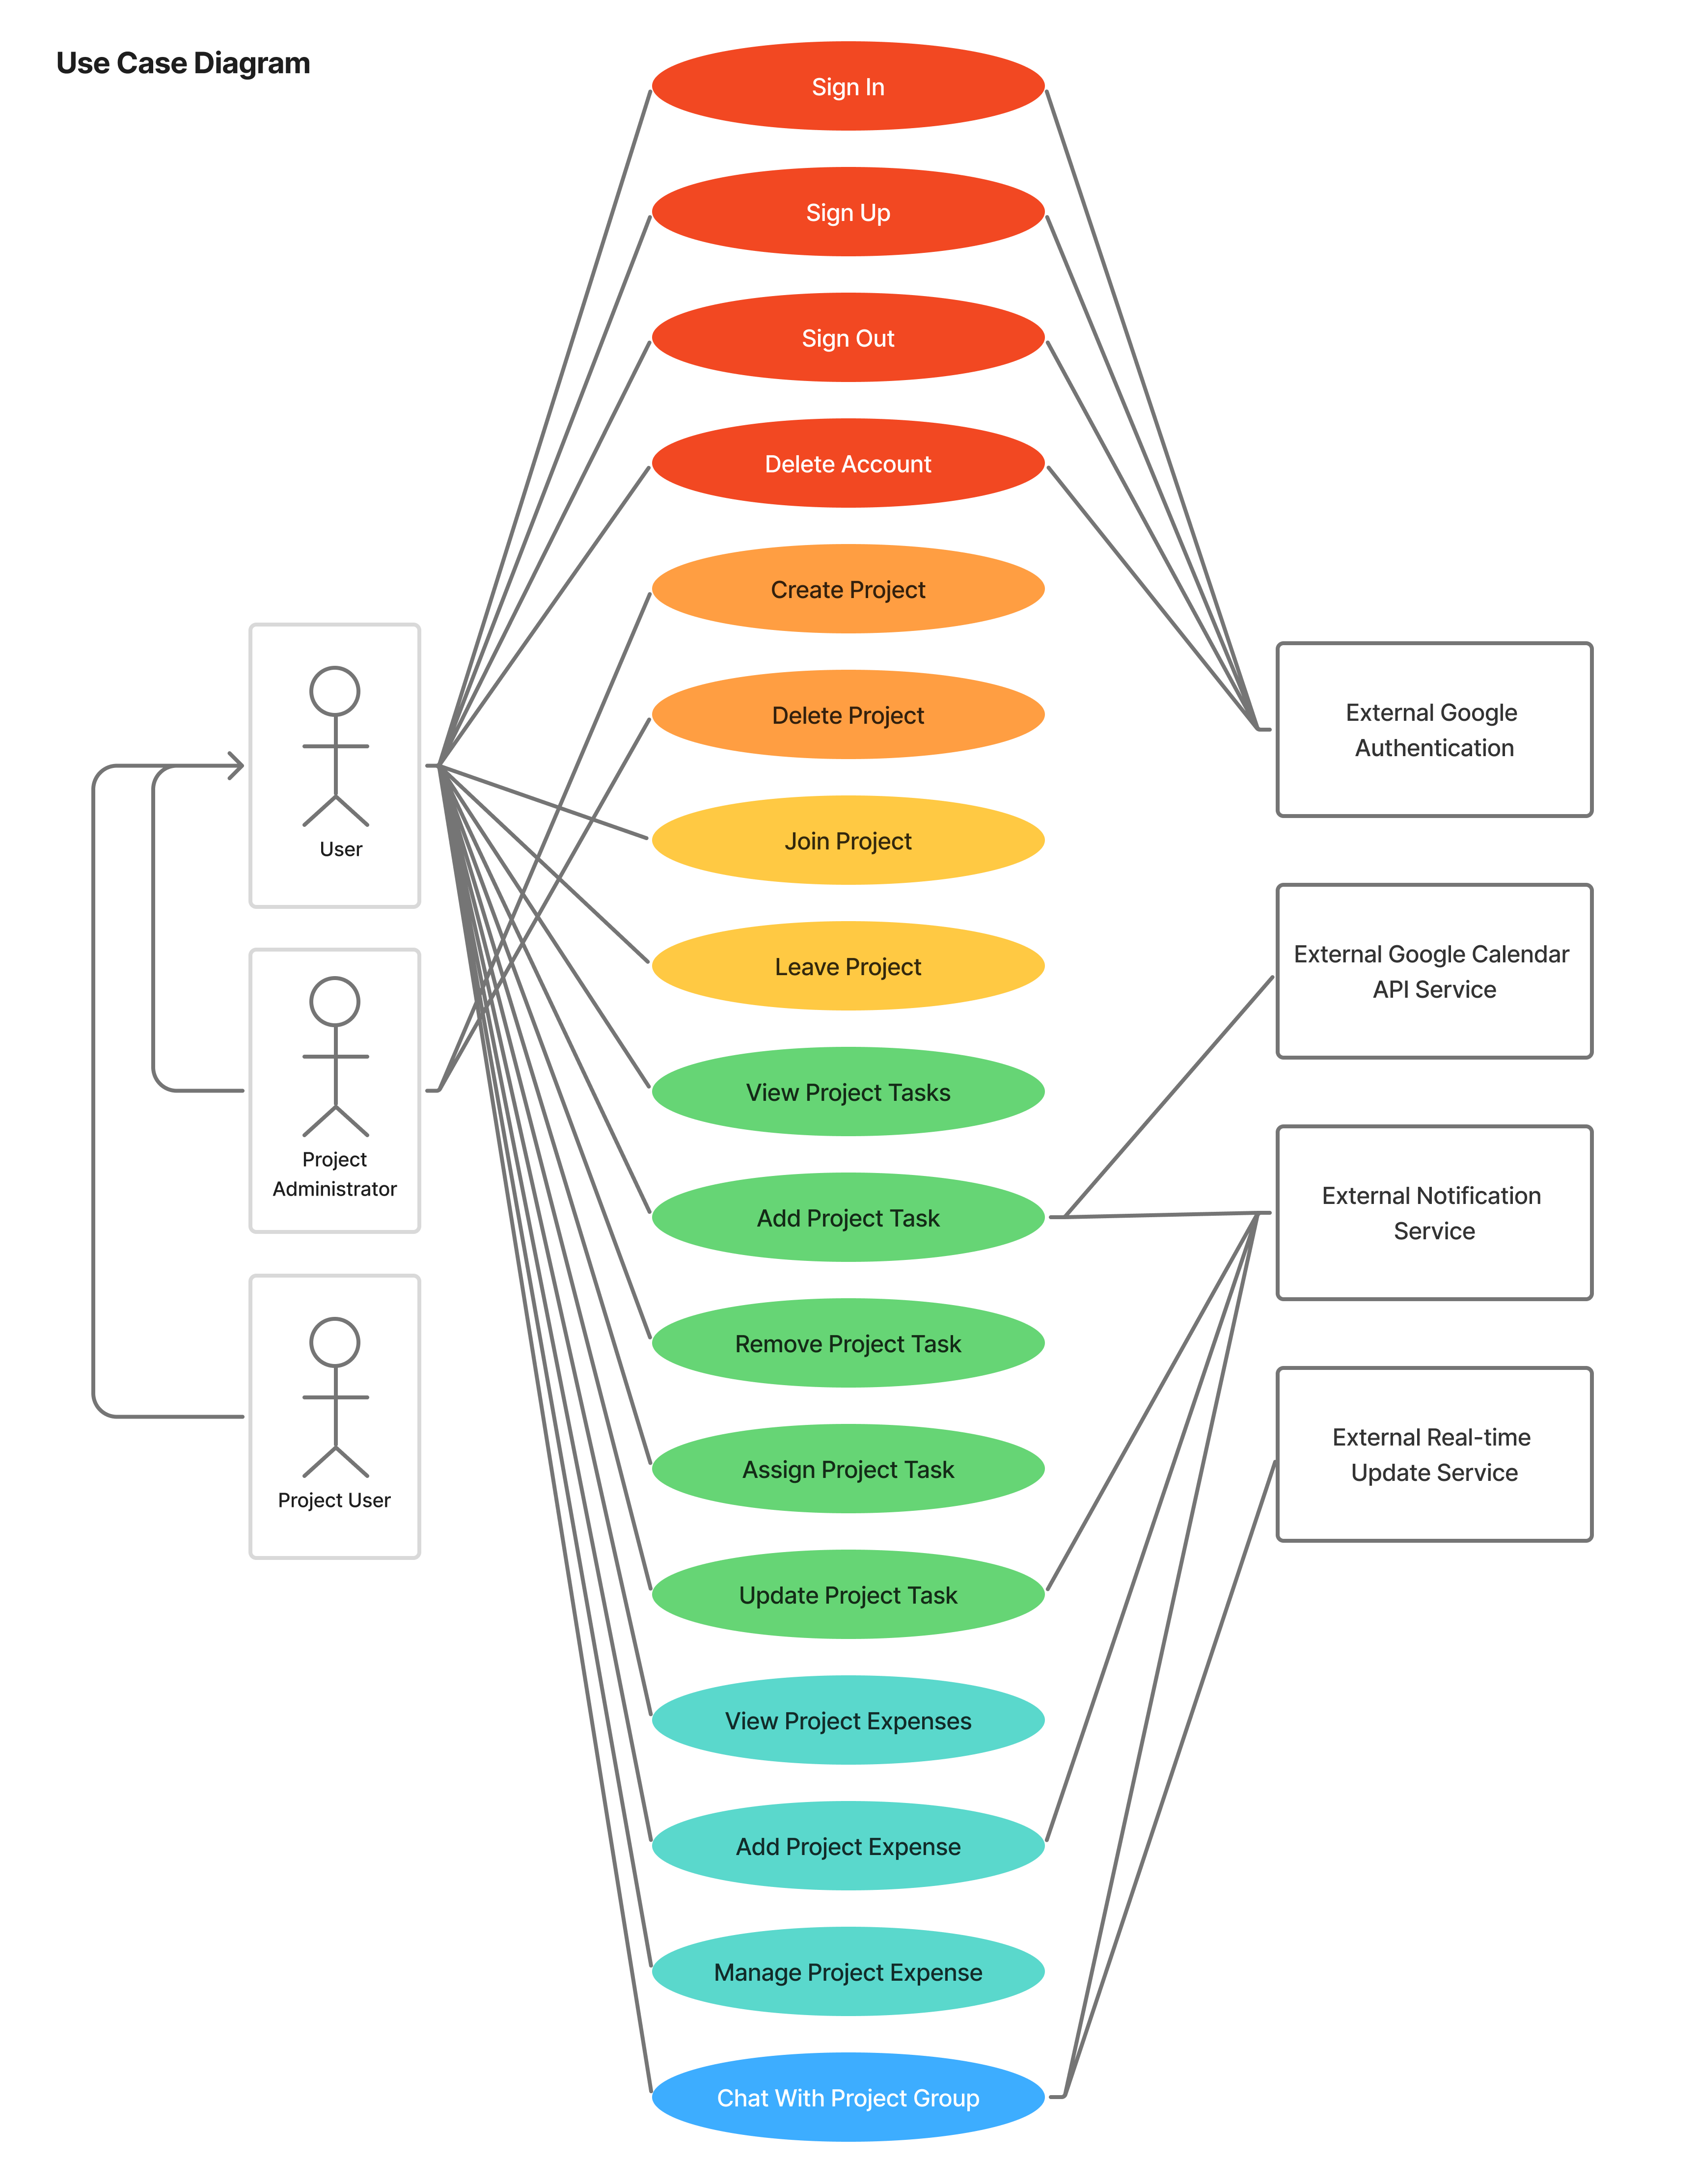 Use Case Diagram
Sign In
Sign Up
Sign Out
Delete Account
Create Project
Delete Project
Join Project
Leave Project
View Project Tasks
Add Project Task
Remove Project Task
Assign Project Task
Update Project Task
View Project Expenses
Add Project Expense
Manage Project Expense
Chat With Project Group
User
Project
Administrator
Project User
External Google
Authentication
External Google Calendar
API Service
External Notification
Service
External Real-time
Update Service